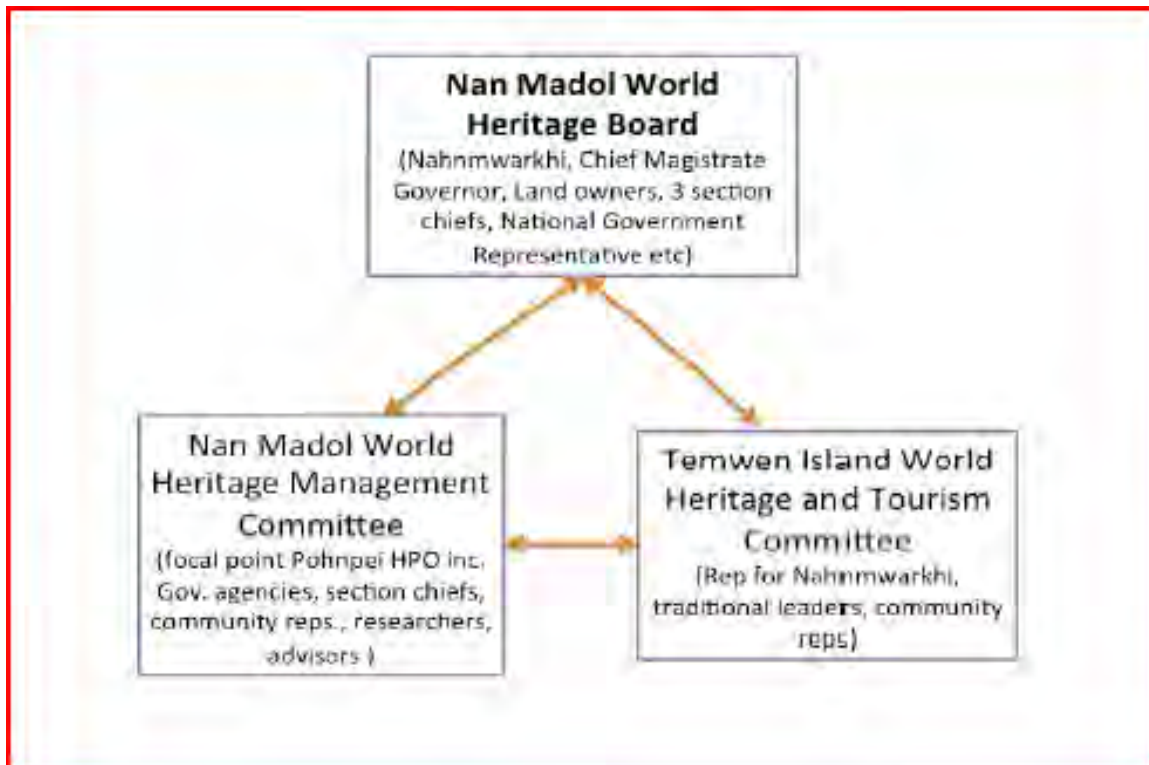 Nan Madol World
Heritage Board
(Nahnmwarkhi, Chief Magistrate
Governor, Land owners, 3 section
chiefs, National Government
Representative etc)
Nan Madol World
Heritage Management
Committee
(focal point Pohnpei HPO inc.
Gov. agencies, section chiefs,
community reps., researchers,
advisors )
Temwen Island World
Heritage and Tourism
Committee
(Rep for Nahnmwarkhi,
traditional leaders, community
reps)